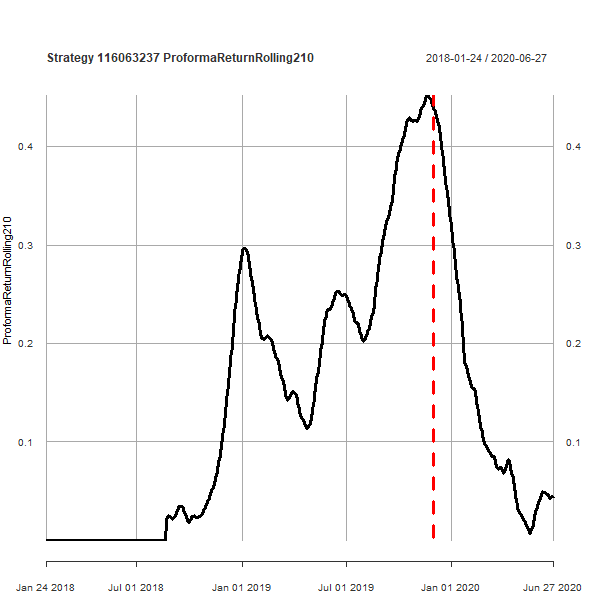 Strategy 116063237 ProformaReturnRolling210
2018-01-24 / 2020-06-27
ProformaReturnRolling210
0.4
0.3
0.2
0.1
0.4
0.3
0.2
0.1
Jan 24 2018
Jul 01 2018
Jan 01 2019
Jul 01 2019
Jan 01 2020
Jun 27 2020